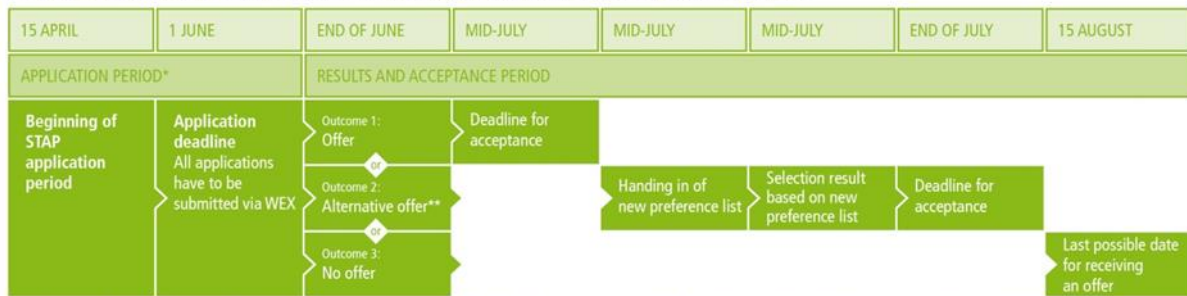 15 APRIL
1 JUNE
END OF JUNE
MID-JULY
MID-JULY
MID-JULY
END OF JULY
15 AUGUST
APPLICATION PERIOD*
RESULTS AND ACCEPTANCE PERIOD
Beginning of
STAP
application
period
Application
deadline
All applications
have to be
submitted via WEX
Outcome 1:
Offer
or
Outcome 2:
Alternative offer**
or
Outcome 3:
No offer
Deadline for
acceptance
Handing in of
new preference list
Selection result
based on new
preference list
Deadline for
acceptance
Last possible date
for receiving
an offer